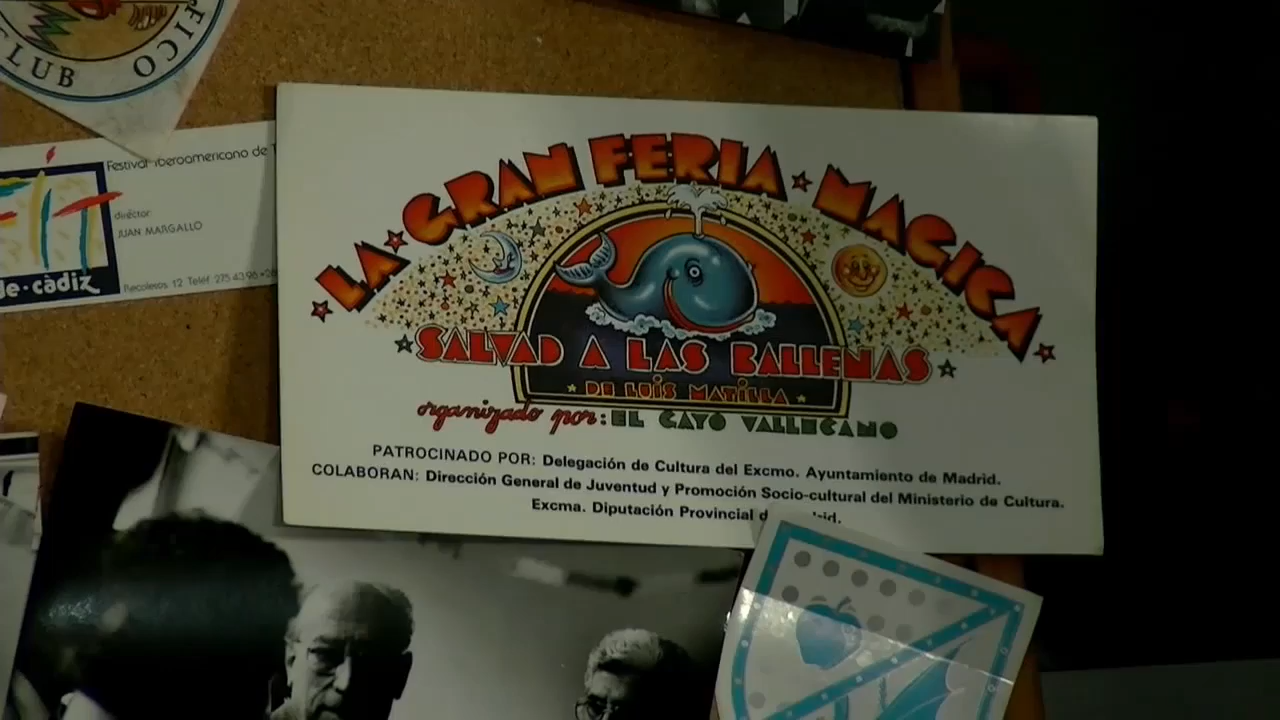 CLUB
FICO
Festival Iberoamericano de
director
JUAN MARGALLO
de·càdiz
Recoletos 12 Teléf 275 43 96
LA GRAN FERIA MAGICA
SALVAD A LAS BALLENAS
DE LUIS MATILLA
organizado por: EL GAYO VALLECANO
PATROCINADO POR: Delegación de Cultura del Excmo. Ayuntamiento de Madrid.
COLABORAN: Dirección General de Juventud y Promoción Socio-cultural del Ministerio de Cultura.
Excma. Diputación Provincial